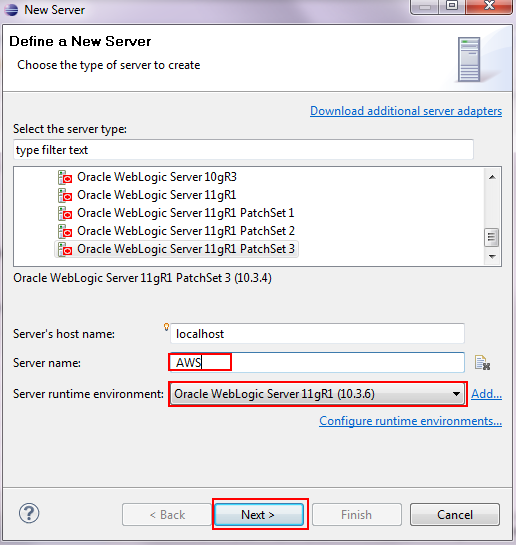 New Server
Define a New Server
Choose the type of server to create
Download additional server adapters
Select the server type:
type filter text
Oracle WebLogic Server 10gR3
Oracle WebLogic Server 11gR1
Oracle WebLogic Server 11gR1 PatchSet 1
Oracle WebLogic Server 11gR1 PatchSet 2
Oracle WebLogic Server 11gR1 PatchSet 3
Oracle WebLogic Server 11gR1 PatchSet 3 (10.3.4)
Server's host name: localhost
Server name: AWS
Server runtime environment: Oracle WebLogic Server 11gR1 (10.3.6) Add...
Configure runtime environments...
? < Back Next > Finish Cancel